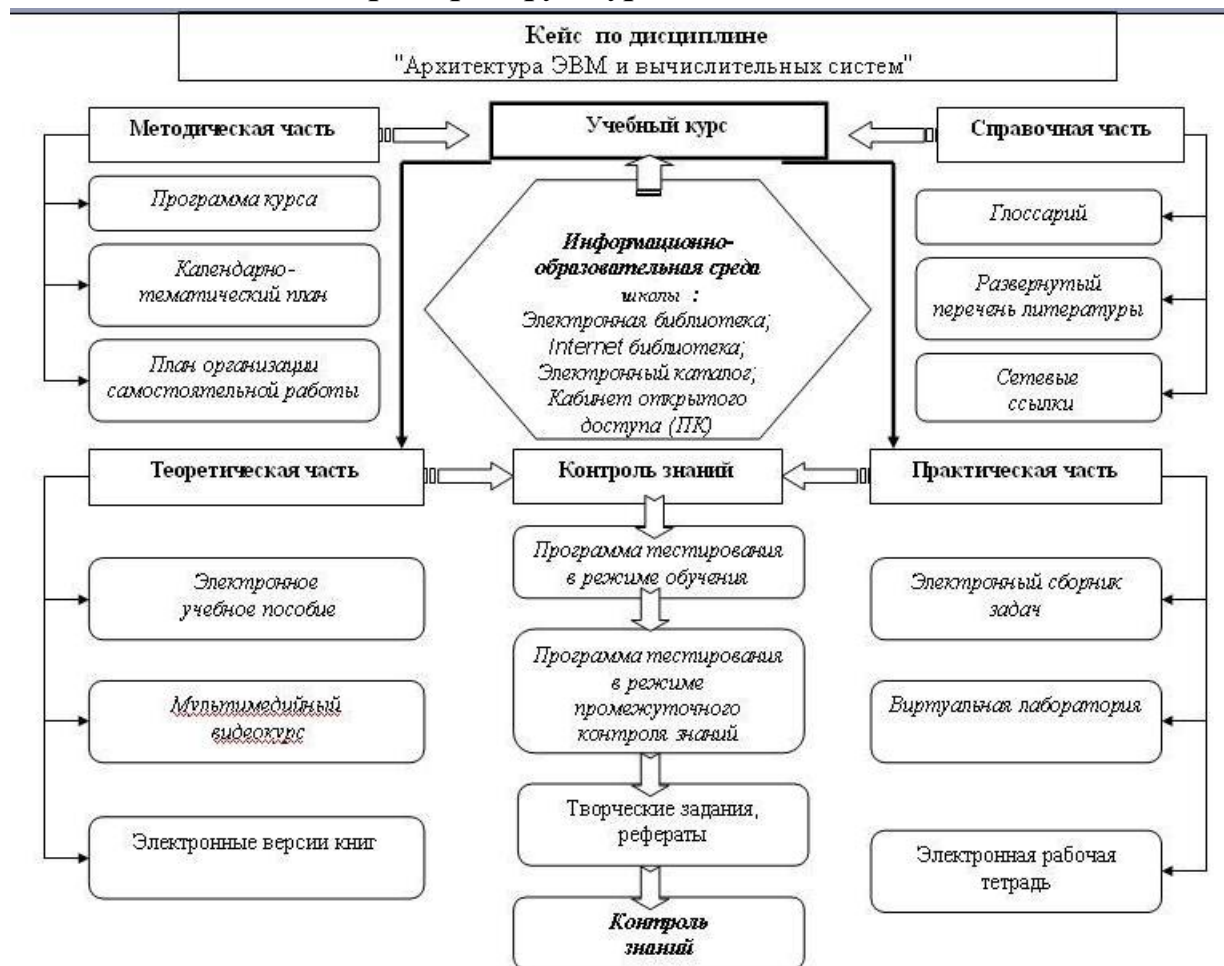 Кейс по дисциплине
"Архитектура ЭВМ и вычислительных систем"
Методическая часть
Учебный курс
Справочная часть
Программа курса
Календарно-
тематический план
План организации
самостоятельной работы
Информационно-
образовательная среда
школы :
Электронная библиотека;
Internet библиотека;
Электронный каталог;
Кабинет открытого
доступа (ПК)
Глоссарий
Развернутый
перечень литературы
Сетевые
ссылки
Теоретическая часть
Контроль знаний
Практическая часть
Электронное
учебное пособие
Мультимедийный
видеокурс
Электронные версии книг
Программа тестирования
в режиме обучения
Программа тестирования
в режиме
промежуточного
контроля знаний
Творческие задания,
рефераты
Контроль
знаний
Электронный сборник
задач
Виртуальная лаборатория
Электронная рабочая
тетрадь